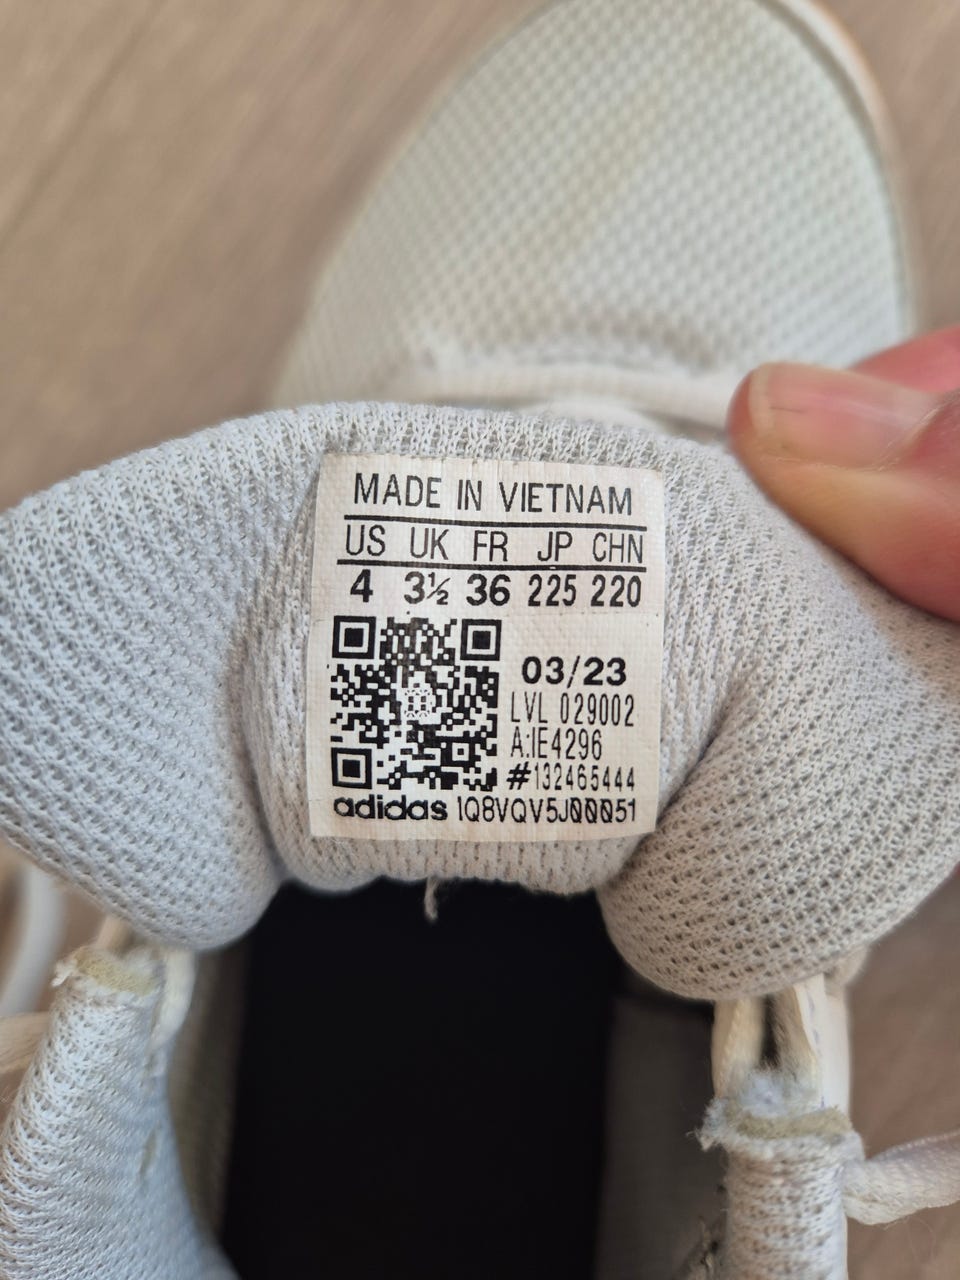 MADE IN VIETNAM
US UK FR JP CHN
4 3½ 36 225 220
03/23
LVL 029002
A:IE4296
#132465444
adidas 1Q8VQV5J00051